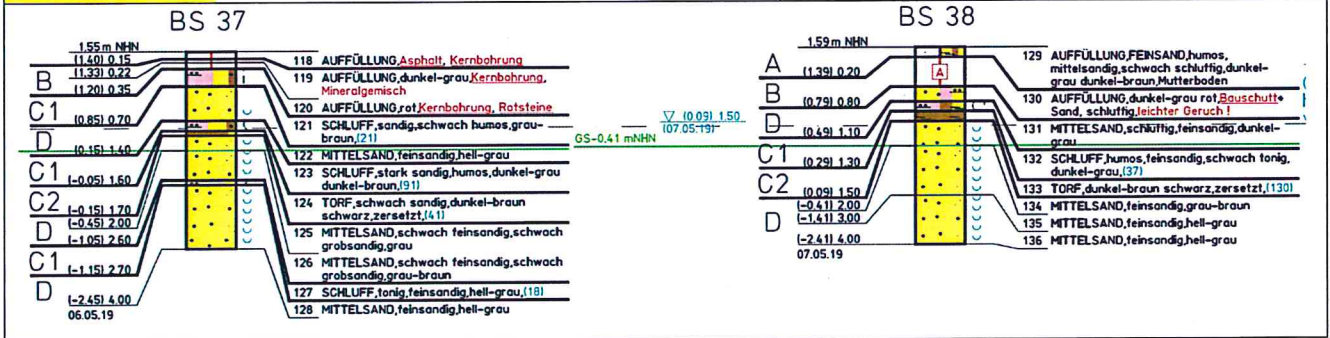 BS 37
1.55 m NHN
(1.40) 0.15
(1.33) 0.22
B
(1.20) 0.35
C1
(0.85) 0.70
D
(0.15) 1.40
C1
(-0.05) 1.60
C2
(-0.15) 1.70
(-0.45) 2.00
D
(-1.05) 2.60
C1
(-1.15) 2.70
D
(-2.45) 4.00
06.05.19
118 AUFFÜLLUNG,Asphalt, Kernbohrung
119 AUFFÜLLUNG,dunkel-grau,Kernbohrung,
Mineralgemisch
120 AUFFÜLLUNG,rot,Kernbohrung, Rotsteine
121 SCHLUFF,sandig,schwach humos,grau-
braun,(21)
122 MITTELSAND,feinsandig,hell-grau
123 SCHLUFF,stark sandig,humos,dunkel-grau
dunkel-braun,(91)
124 TORF,schwach sandig,dunkel-braun
schwarz,zersetzt,(41)
125 MITTELSAND,schwach feinsandig,schwach
grobsandig,grau
126 MITTELSAND,schwach feinsandig,schwach
grobsandig,grau-braun
127 SCHLUFF,tonig,feinsandig,hell-grau,(18)
128 MITTELSAND,feinsandig,hell-grau
GS-0.41 mNHN
(0.09) 1.50
(07.05.19)
BS 38
1.59 m NHN
A
(1.39) 0.20
B
(0.79) 0.80
D
(0.49) 1.10
C1
(0.29) 1.30
C2
(0.09) 1.50
(-0.41) 2.00
D
(-1.41) 3.00
(-2.41) 4.00
07.05.19
A
129 AUFFÜLLUNG,FEINSAND,humos,
mittelsandig,schwach schluffig,dunkel-
grau dunkel-braun,Mutterboden
130 AUFFÜLLUNG,dunkel-grau rot,Bauschutt+
Sand, schluffig,leichter Geruch !
131 MITTELSAND,schluffig,feinsandig,dunkel-
grau
132 SCHLUFF,humos,feinsandig,schwach tonig,
dunkel-grau,(37)
133 TORF,dunkel-braun schwarz,zersetzt,(130)
134 MITTELSAND,feinsandig,grau-braun
135 MITTELSAND,feinsandig,hell-grau
136 MITTELSAND,feinsandig,hell-grau